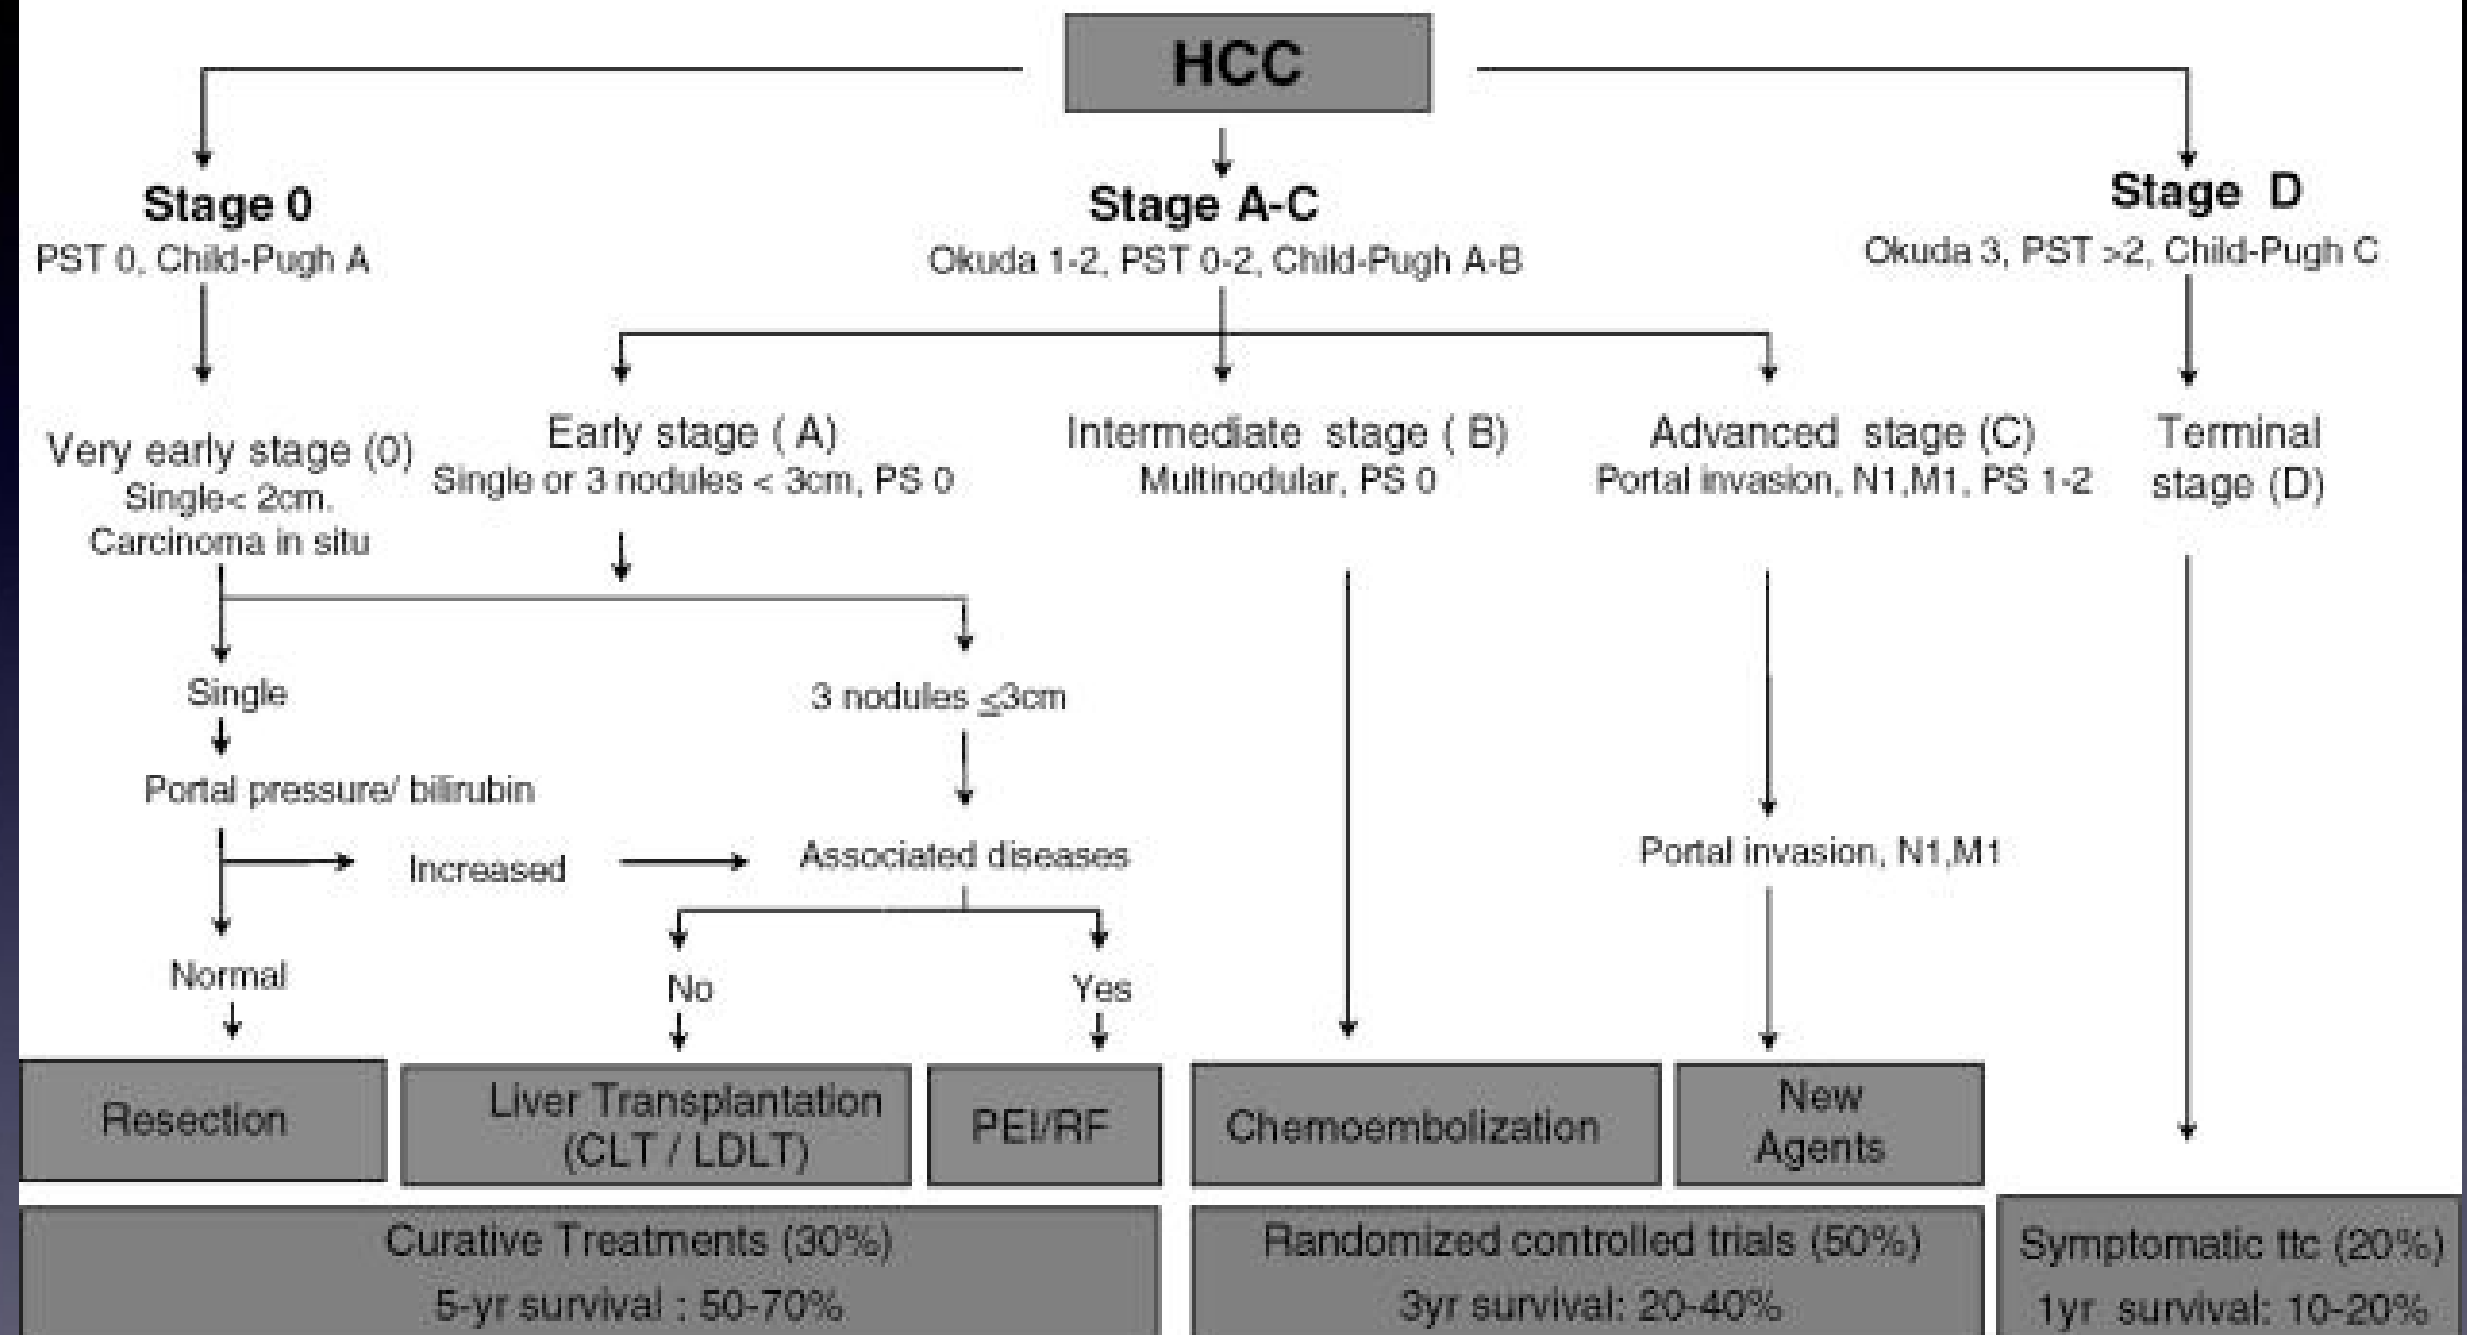 HCC
Stage 0
PST 0, Child-Pugh A
Stage A-C
Okuda 1-2, PST 0-2, Child-Pugh A-B
Stage D
Okuda 3, PST >2, Child-Pugh C
Very early stage (0)
Single< 2cm.
Carcinoma in situ
Early stage ( A)
Single or 3 nodules < 3cm, PS 0
Intermediate stage ( B)
Multinodular, PS 0
Advanced stage (C)
Portal invasion, N1,M1, PS 1-2
Terminal
stage (D)
Single
3 nodules ≤3cm
Portal pressure/ bilirubin
Increased
Associated diseases
Portal invasion, N1,M1
Normal
No
Yes
Resection
Liver Transplantation
(CLT / LDLT)
PEI/RF
Chemoembolization
New
Agents
Curative Treatments (30%)
5-yr survival : 50-70%
Randomized controlled trials (50%)
3yr survival: 20-40%
Symptomatic ttc (20%)
1yr survival: 10-20%